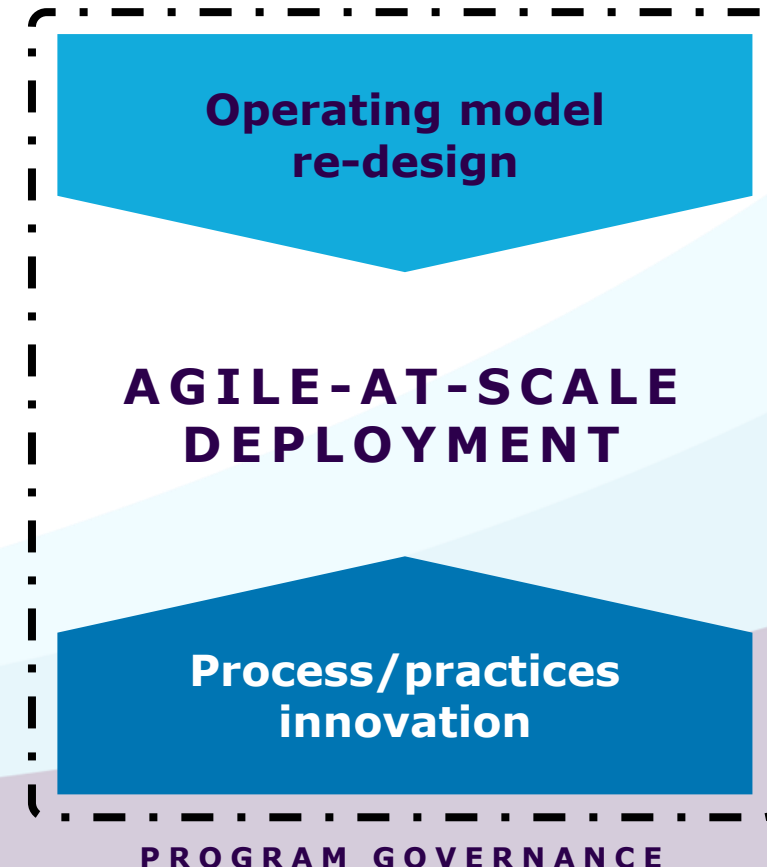 Operating model
re-design
AGILE-AT-SCALE
DEPLOYMENT
Process/practices
innovation
PROGRAM GOVERNANCE